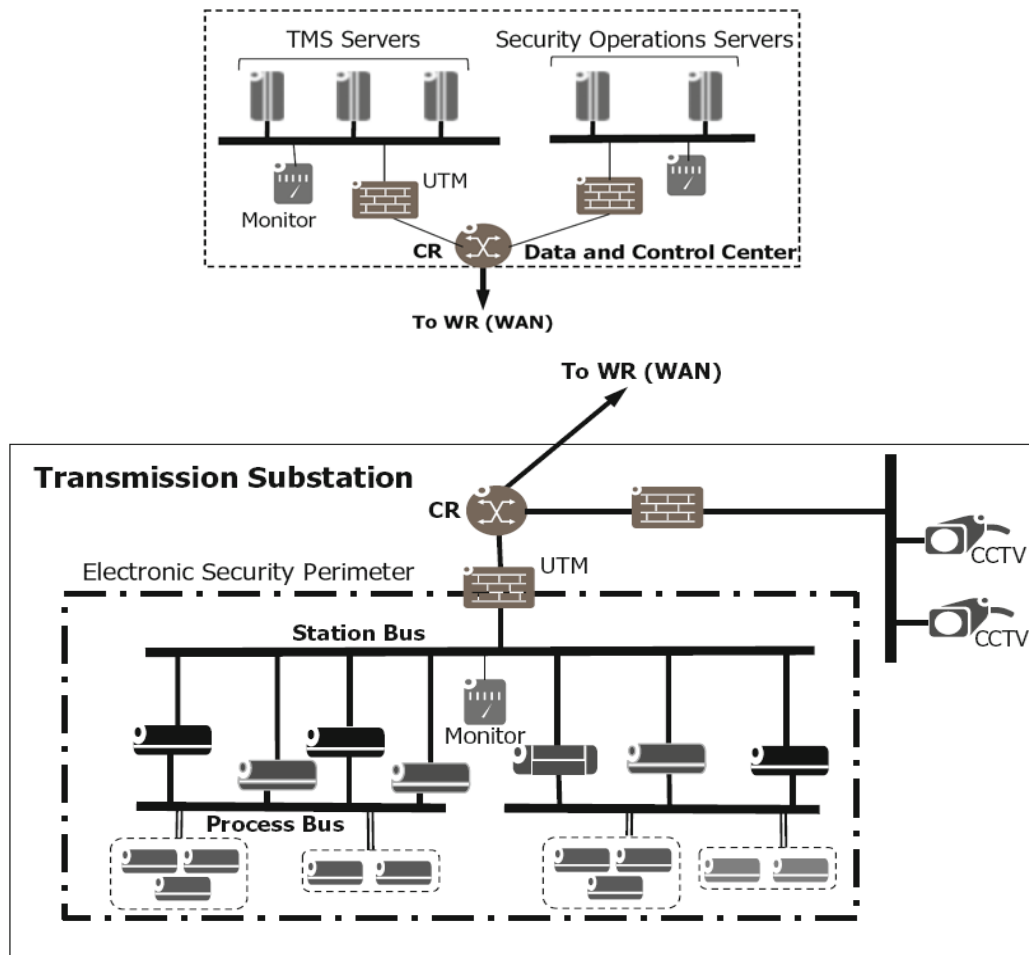 TMS Servers
Security Operations Servers
UTM
Monitor
CR
Data and Control Center
To WR (WAN)
To WR (WAN)
Transmission Substation
CR
CCTV
UTM
Electronic Security Perimeter
Station Bus
CCTV
Monitor
Process Bus